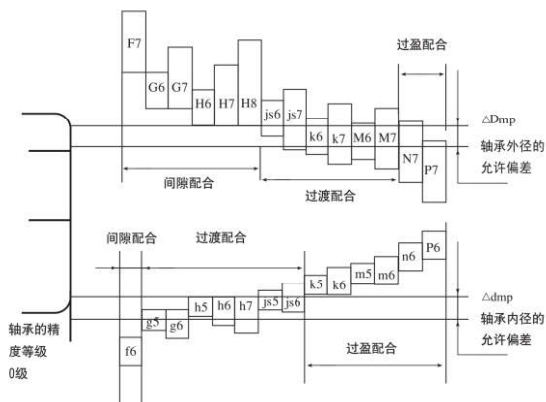 F7
G6
G7
H6
H7
H8
js6
js7
k6
k7
M6
M7
N7
P7
过盈配合
△Dmp
轴承外径的
允许偏差
间隙配合
过渡配合
间隙配合
过渡配合
f6
g5
g6
h5
h6
h7
js5
js6
k5
k6
m5
m6
n6
P6
△dmp
轴承内径的
允许偏差
过盈配合
轴承的精
度等级
0级